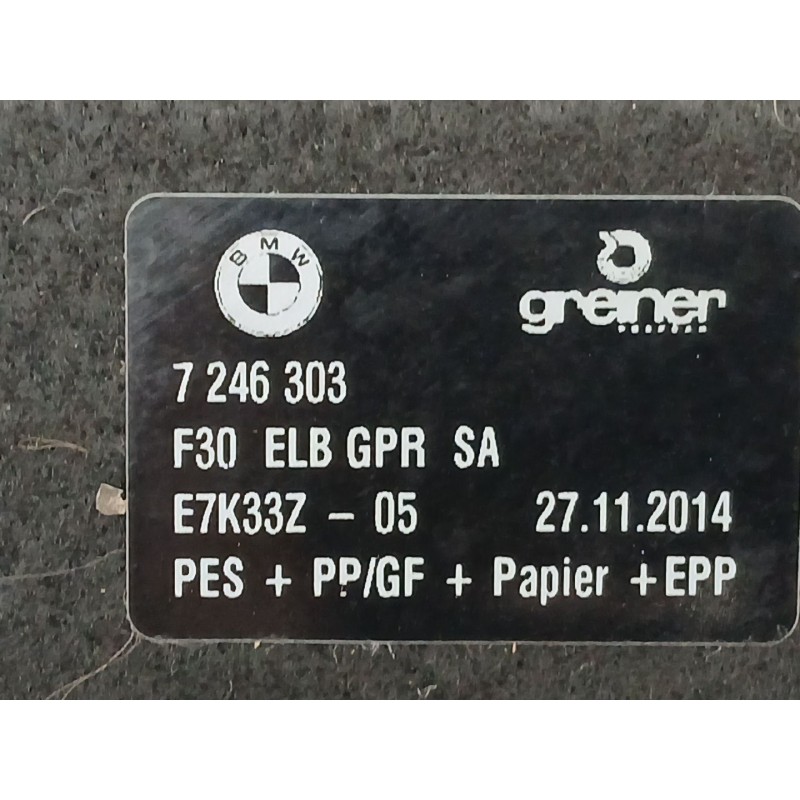 BMW
greiner
7 246 303
F30 ELB GPR SA
E7K33Z - 05 27.11.2014
PES + PP/GF + Papier + EPP